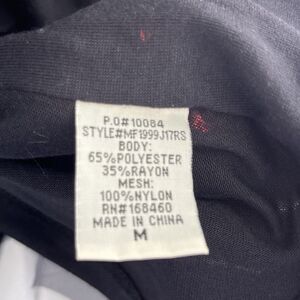 P.O#10084
STYLE#MF1999J17RS
BODY:
65%POLYESTER
35%RAYON
MESH:
100%NYLON
RN#168460
MADE IN CHINA
M